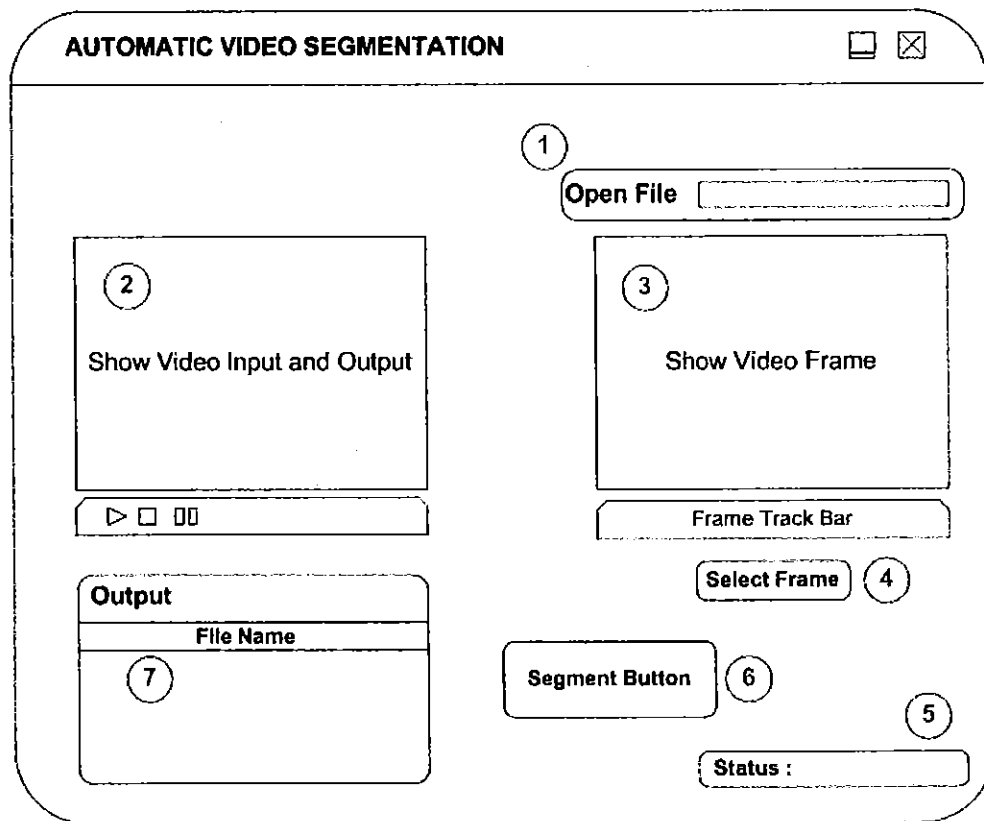 AUTOMATIC VIDEO SEGMENTATION
1
Open File
2
Show Video Input and Output
3
Show Video Frame
Frame Track Bar
Select Frame
4
Output
File Name
7
Segment Button
6
5
Status :